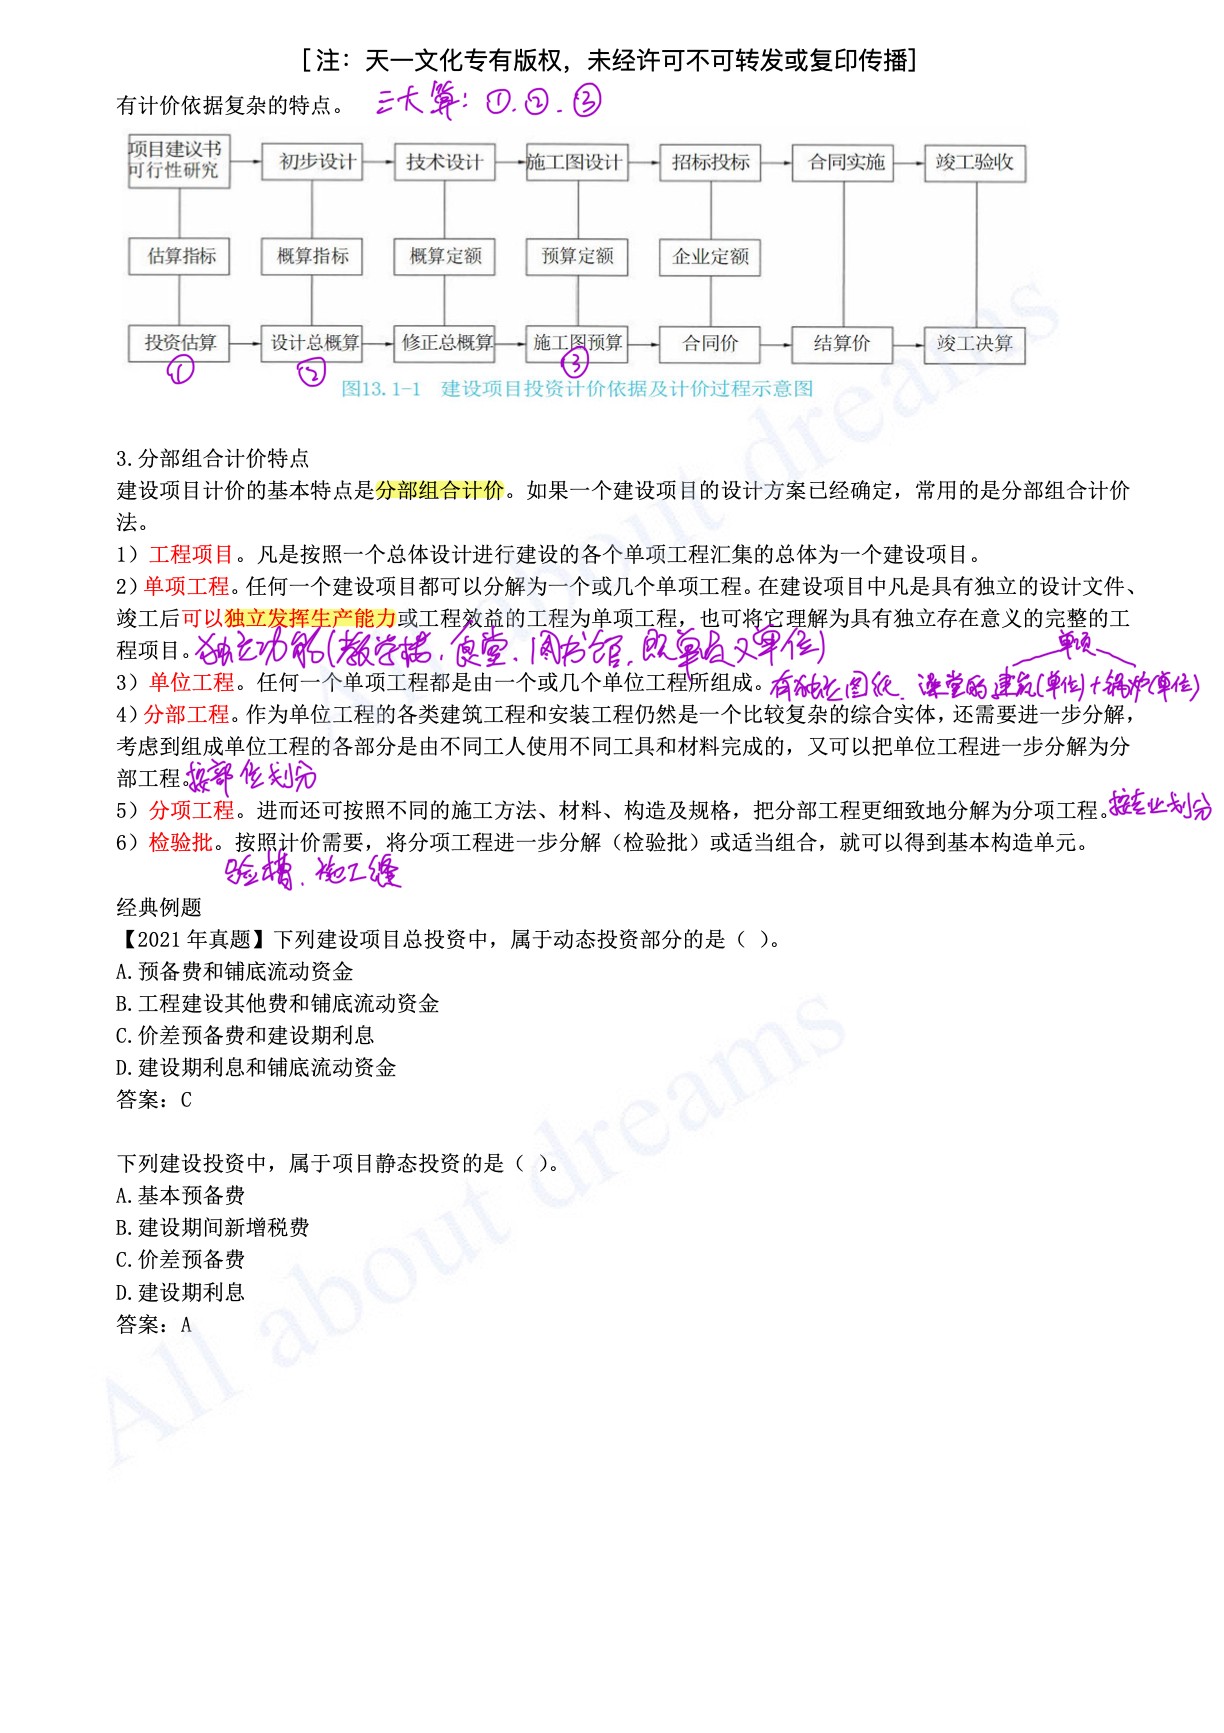 [注：天一文化专有版权，未经许可不可转发或复印传播]
有计价依据复杂的特点。 三大算：①.②.③
项目建议书
可行性研究 初步设计 技术设计 施工图设计 招标投标 合同实施 竣工验收
估算指标 概算指标 概算定额 预算定额 企业定额
投资估算 设计总概算 修正总概算 施工图预算 合同价 结算价 竣工决算
① ② ③
图13.1-1 建设项目投资计价依据及计价过程示意图
3.分部组合计价特点
建设项目计价的基本特点是分部组合计价。如果一个建设项目的设计方案已经确定，常用的是分部组合计价
法。
1）工程项目。凡是按照一个总体设计进行建设的各个单项工程汇集的总体为一个建设项目。
2）单项工程。任何一个建设项目都可以分解为一个或几个单项工程。在建设项目中凡是具有独立的设计文件、
竣工后可以独立发挥生产能力或工程效益的工程为单项工程，也可将它理解为具有独立存在意义的完整的工
程项目。独立功能(教学楼.食堂.图书馆.既单点又单位) 单项
3）单位工程。任何一个单项工程都是由一个或几个单位工程所组成。有独立图纸. 澡堂的建筑(单位)+锅炉(单位)
4）分部工程。作为单位工程的各类建筑工程和安装工程仍然是一个比较复杂的综合实体，还需要进一步分解，
考虑到组成单位工程的各部分是由不同工人使用不同工具和材料完成的，又可以把单位工程进一步分解为分
部工程。按部位划分
5）分项工程。进而还可按照不同的施工方法、材料、构造及规格，把分部工程更细致地分解为分项工程。按专业划分
6）检验批。按照计价需要，将分项工程进一步分解（检验批）或适当组合，就可以得到基本构造单元。
验槽.施工缝
经典例题
【2021年真题】下列建设项目总投资中，属于动态投资部分的是（ ）。
A.预备费和铺底流动资金
B.工程建设其他费和铺底流动资金
C.价差预备费和建设期利息
D.建设期利息和铺底流动资金
答案：C
下列建设投资中，属于项目静态投资的是（ ）。
A.基本预备费
B.建设期间新增税费
C.价差预备费
D.建设期利息
答案：A
All about dreams
All about dreams